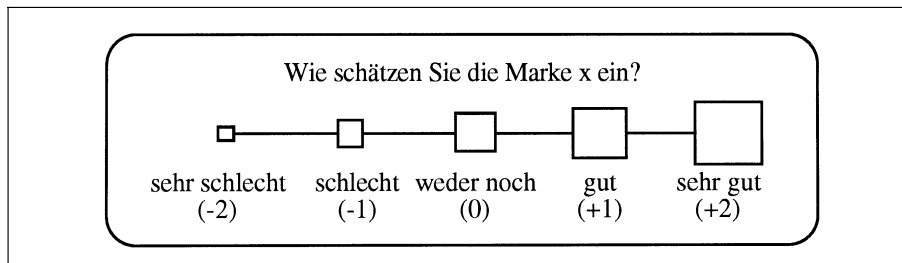 Wie schätzen Sie die Marke x ein?
sehr schlecht schlecht weder noch gut sehr gut
(-2) (-1) (0) (+1) (+2)